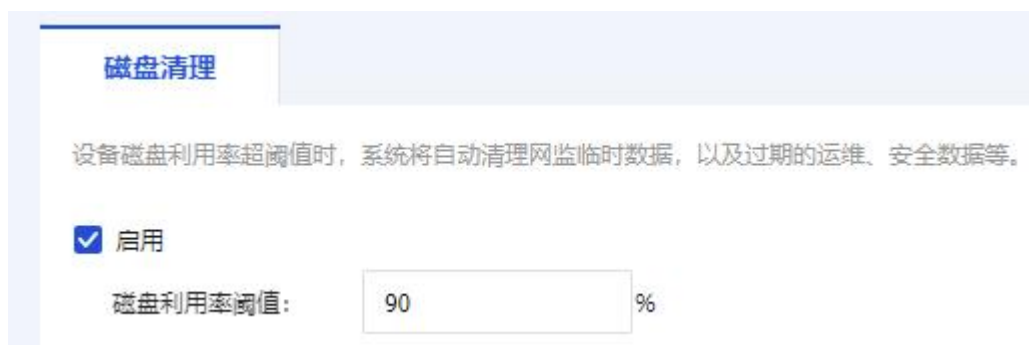 磁盘清理
设备磁盘利用率超阈值时，系统将自动清理网监临时数据，以及过期的运维、安全数据等。
启用
磁盘利用率阈值： 90 %